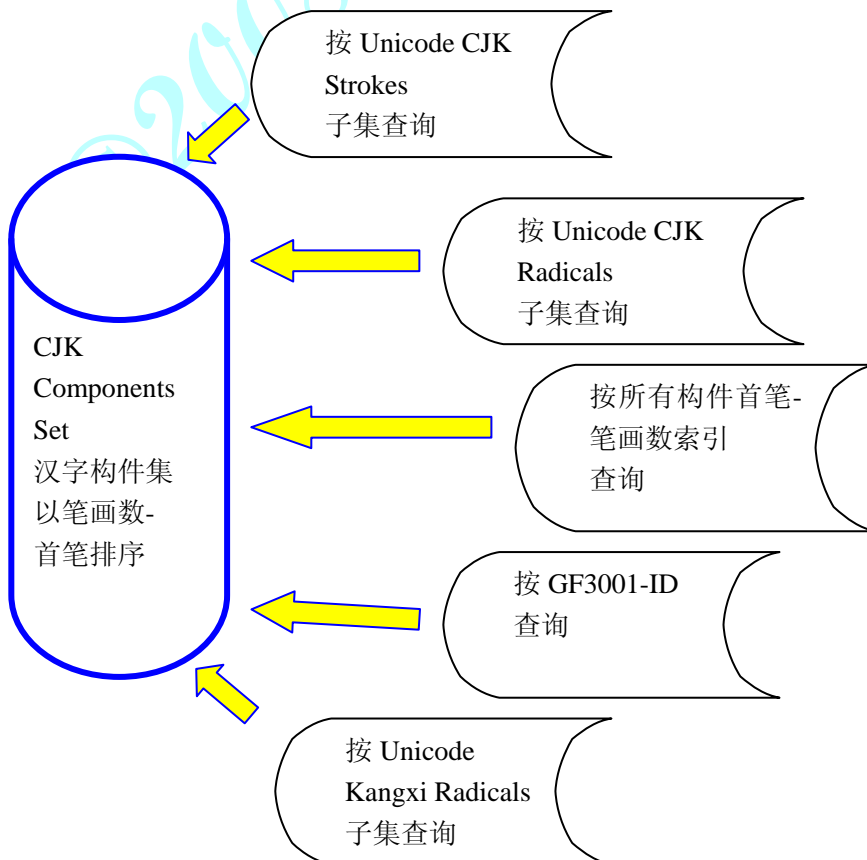 按 Unicode CJK
Strokes
子集查询
按 Unicode CJK
Radicals
子集查询
CJK
Components
Set
汉字构件集
以笔画数-
首笔排序
按所有构件首笔-
笔画数索引
查询
按 GF3001-ID
查询
按 Unicode
Kangxi Radicals
子集查询